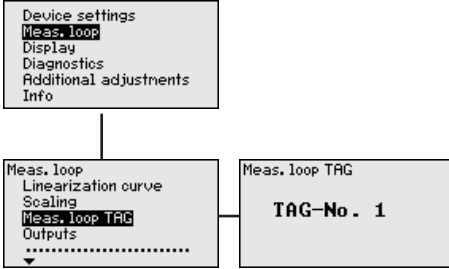 Device settings
Meas. loop
Display
Diagnostics
Additional adjustments
Info
Meas. loop
Linearization curve
Scaling
Meas. loop TAG
Outputs
Meas. loop TAG
TAG-No. 1